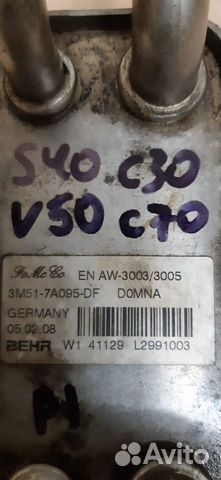 S40 C30
V50 C70
FoMoCo EN AW-3003/3005
3M51-7A095-DF D0MNA
GERMANY
05.02.08
BEHR W1 41129 L2991003
P1
Avito